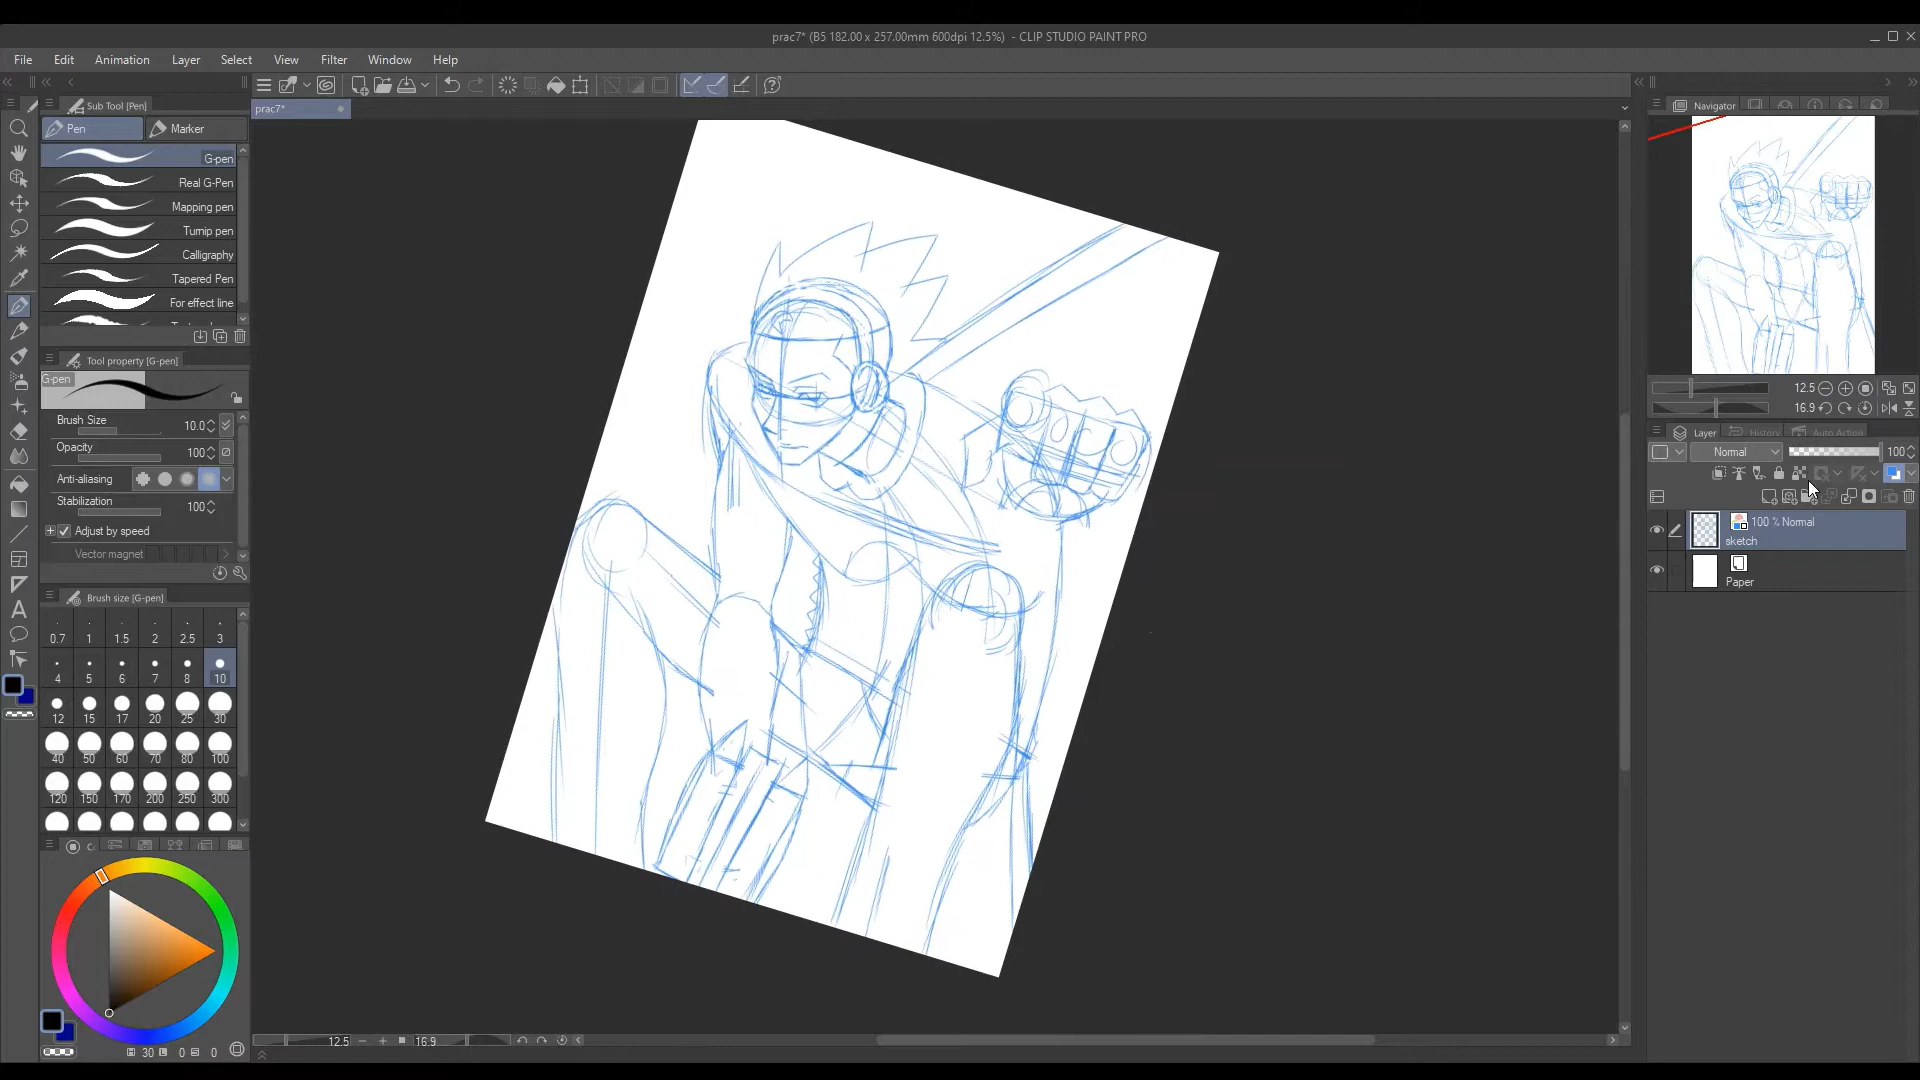 prac7* (B5 182.00 x 257.00mm 600dpi 12.5%) - CLIP STUDIO PAINT PRO
File Edit Animation Layer Select View Filter Window Help
Sub Tool [Pen]
Pen Marker
G-pen
Real G-Pen
Mapping pen
Turnip pen
Calligraphy
Tapered Pen
For effect line
Tool property [G-pen]
G-pen
Brush Size 10.0
Opacity 100
Anti-aliasing
Stabilization 100
Adjust by speed
Vector magnet
Brush size [G-pen]
0.7 1 1.5 2 2.5 3
4 5 6 7 8 10
12 15 17 20 25 30
40 50 60 70 80 100
120 150 170 200 250 300
30 L 0 S 0
prac7*
12.5 16.9
Navigator
12.5
16.9
Layer History Auto Action
Normal 100
100 % Normal
sketch
Paper